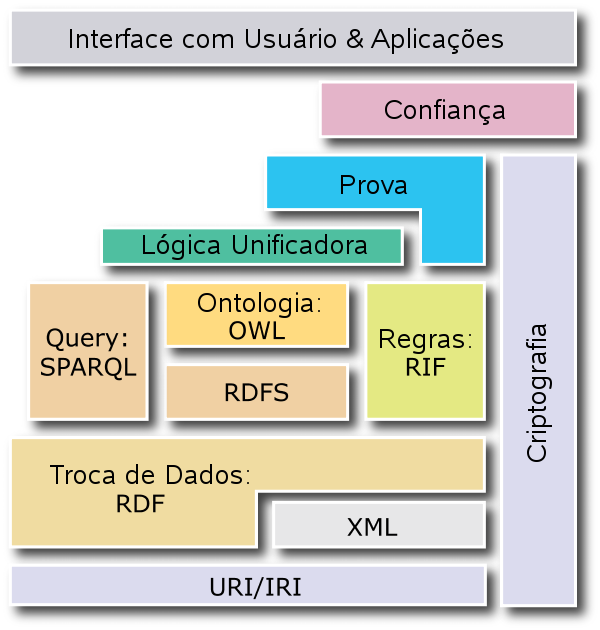 Interface com Usuário & Aplicações
Confiança
Prova
Lógica Unificadora
Query:
SPARQL
Ontologia:
OWL
RDFS
Regras:
RIF
Criptografia
Troca de Dados:
RDF
XML
URI/IRI